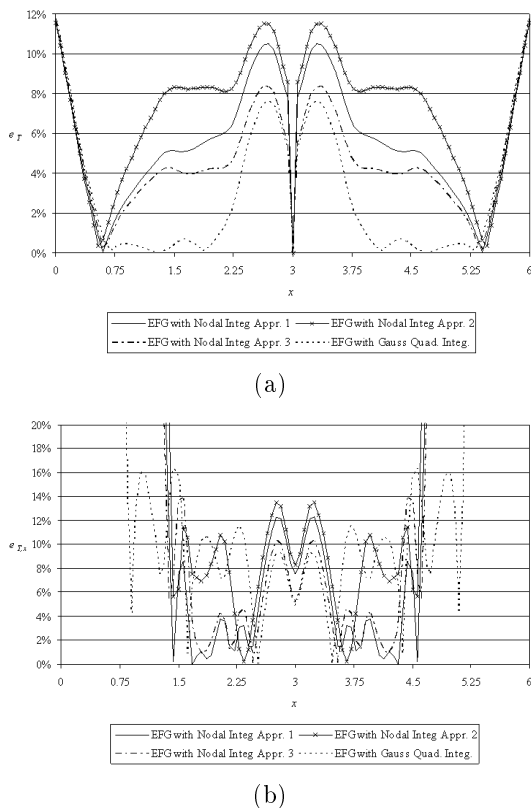 12%
10%
8%
6%
e T
4%
2%
0%
0 0.75 1.5 2.25 3 3.75 4.5 5.25 6
x
EFG with Nodal Integ Appr. 1 EFG with Nodal Integ Appr. 2
EFG with Nodal Integ Appr. 3 EFG with Gauss Quad. Integ.
(a)
20%
18%
16%
14%
12%
10%
e T,x
8%
6%
4%
2%
0%
0 0.75 1.5 2.25 3 3.75 4.5 5.25 6
x
EFG with Nodal Integ Appr. 1 EFG with Nodal Integ Appr. 2
EFG with Nodal Integ Appr. 3 EFG with Gauss Quad. Integ.
(b)